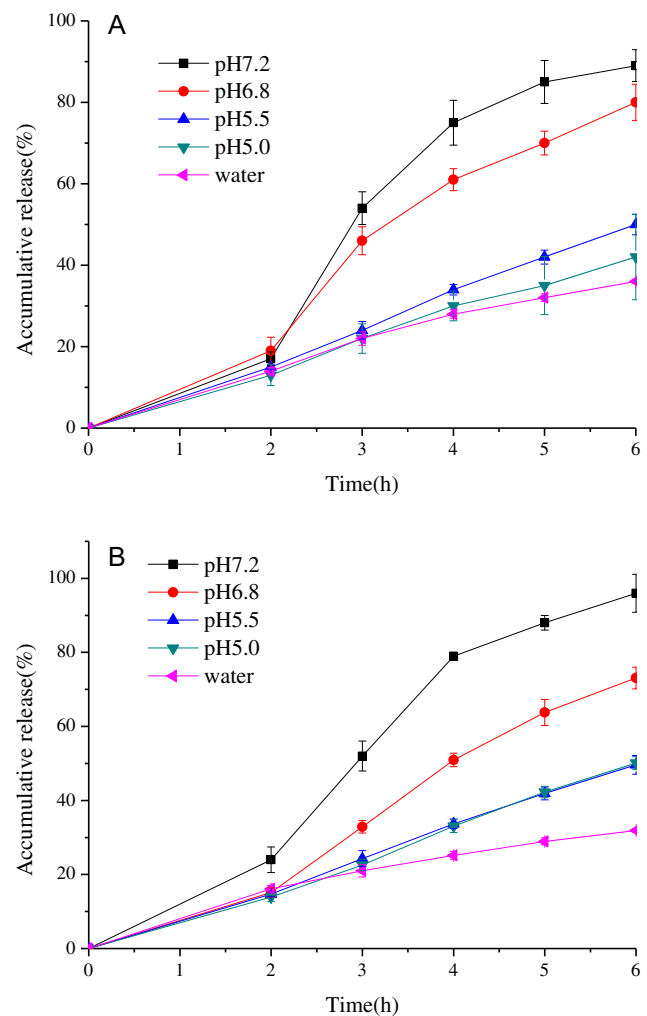 A
pH7.2
pH6.8
pH5.5
pH5.0
water
100
80
60
40
20
0
Accumulative release(%)
0 1 2 3 4 5 6
Time(h)
B
pH7.2
pH6.8
pH5.5
pH5.0
water
100
80
60
40
20
0
Accumulative release(%)
0 1 2 3 4 5 6
Time(h)